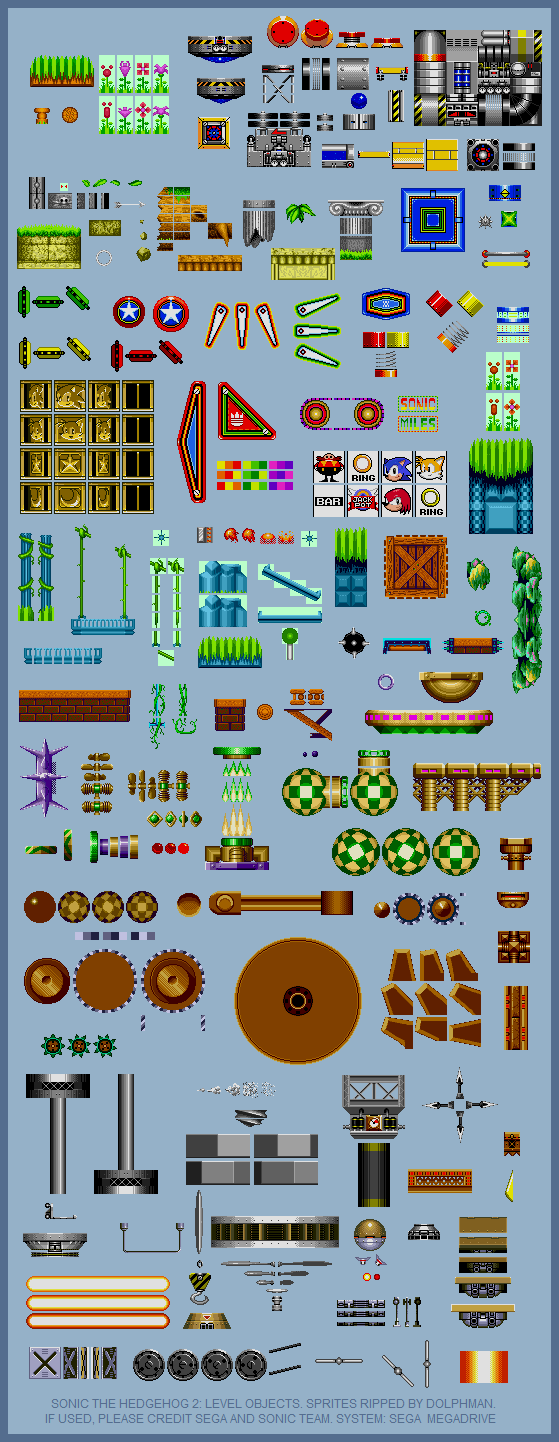 SONIC
MILES
RING
BAR
JACK
POT
RING
SONIC THE HEDGEHOG 2: LEVEL OBJECTS. SPRITES RIPPED BY DOLPHMAN.
IF USED, PLEASE CREDIT SEGA AND SONIC TEAM. SYSTEM: SEGA MEGADRIVE